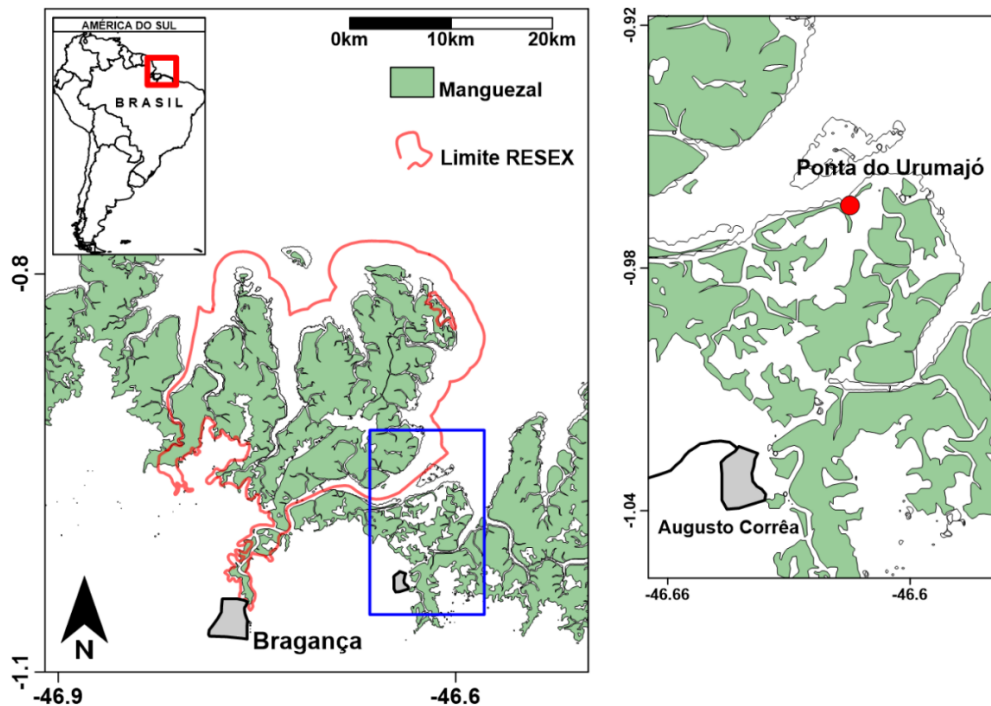 AMÉRICA DO SUL
BRASIL
0km 10km 20km
Manguezal
Limite RESEX
-0.8
-1.1
-46.9
-46.6
N
Bragança
-0.92
-0.98
-1.04
-46.66
-46.6
Ponta do Urumajó
Augusto Corrêa